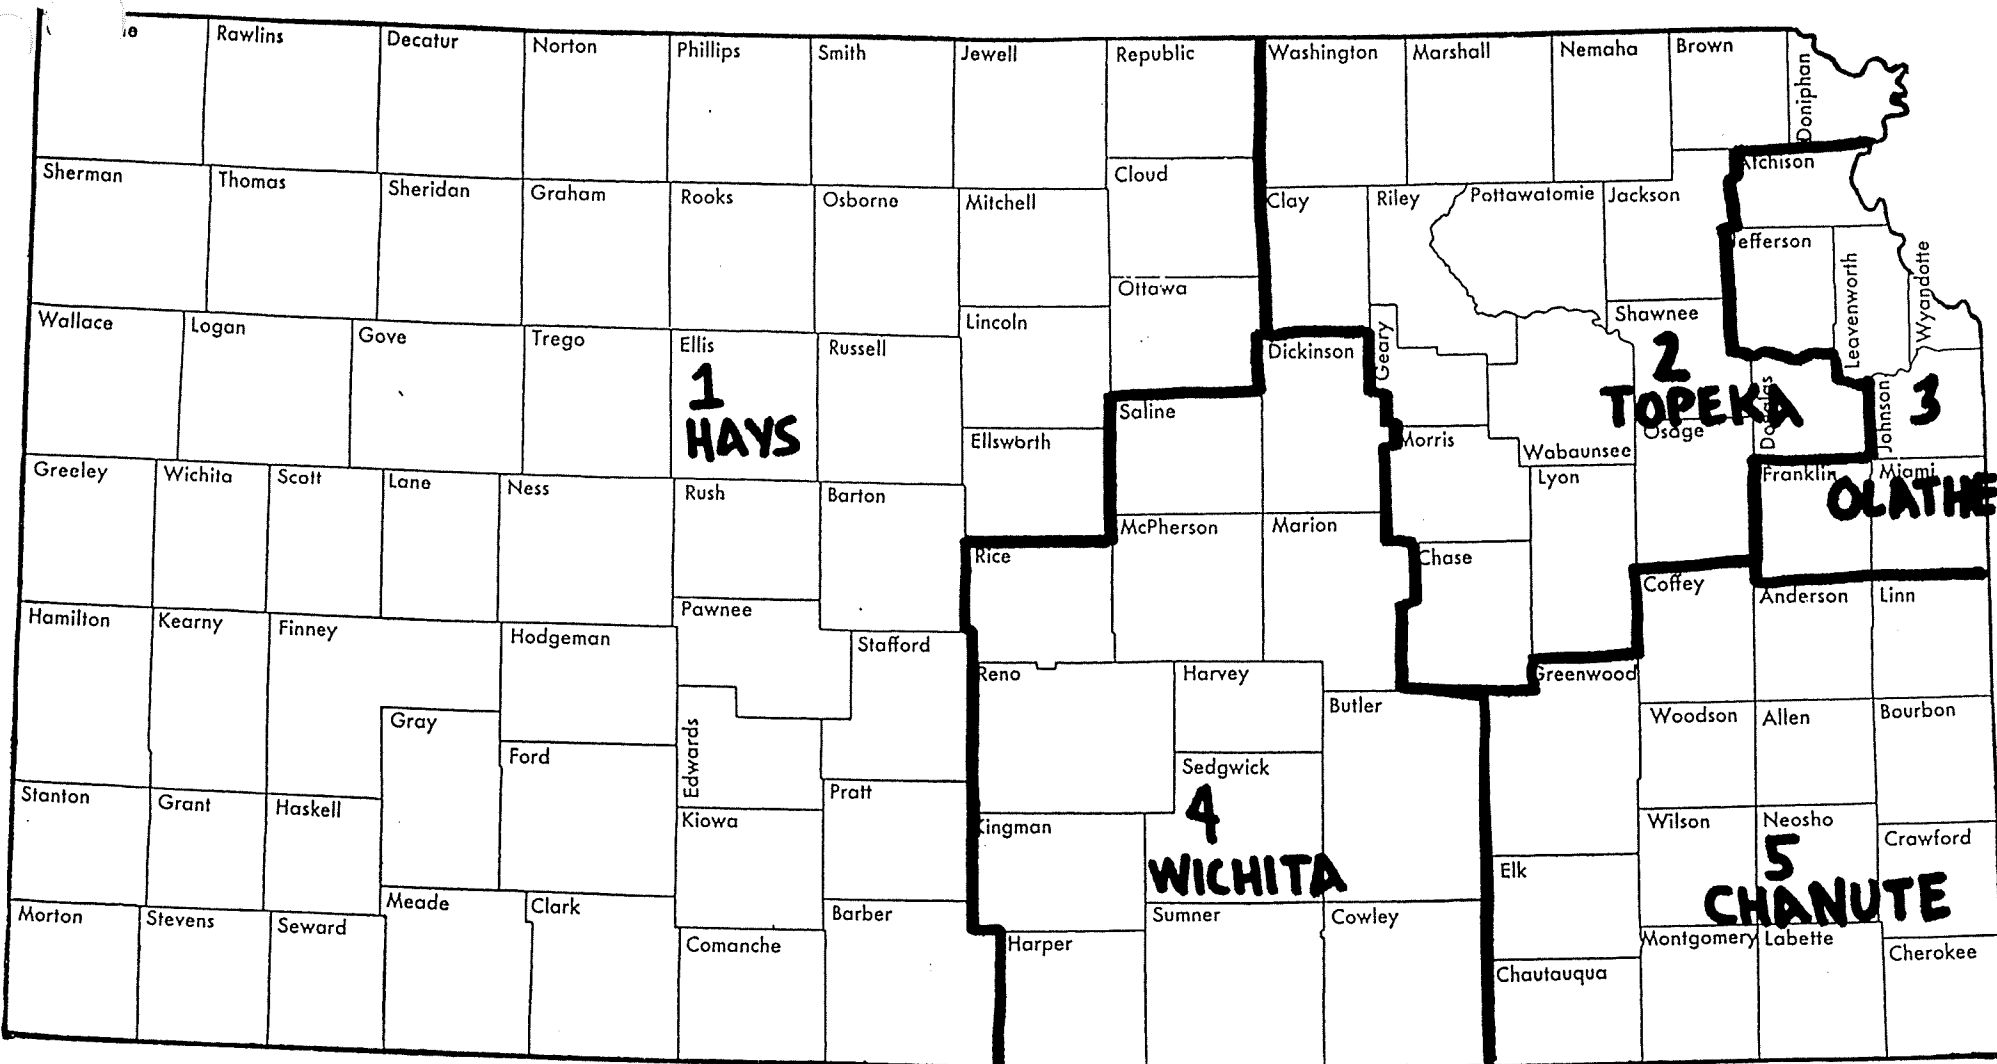 Rawlins
Decatur
Norton
Phillips
Smith
Jewell
Republic
Washington
Marshall
Nemaha
Brown
Doniphan
Sherman
Thomas
Sheridan
Graham
Rooks
Osborne
Mitchell
Cloud
Clay
Riley
Pottawatomie
Jackson
Atchison
Jefferson
Leavenworth
Wyandotte
Ottawa
Wallace
Logan
Gove
Trego
Ellis
1
HAYS
Russell
Lincoln
Dickinson
Geary
Shawnee
2
TOPEKA
Douglas
Johnson
3
Saline
Ellsworth
Morris
Wabaunsee
Osage
Lyon
Franklin
Miami
OLATHE
Greeley
Wichita
Scott
Lane
Ness
Rush
Barton
Rice
McPherson
Marion
Chase
Coffey
Anderson
Linn
Hamilton
Kearny
Finney
Hodgeman
Pawnee
Stafford
Reno
Harvey
Butler
Greenwood
Woodson
Allen
Bourbon
Gray
Ford
Edwards
Sedgwick
4
WICHITA
Stanton
Grant
Haskell
Kiowa
Pratt
Kingman
Elk
Wilson
Neosho
5
CHANUTE
Crawford
Morton
Stevens
Seward
Meade
Clark
Comanche
Barber
Harper
Sumner
Cowley
Chautauqua
Montgomery
Labette
Cherokee